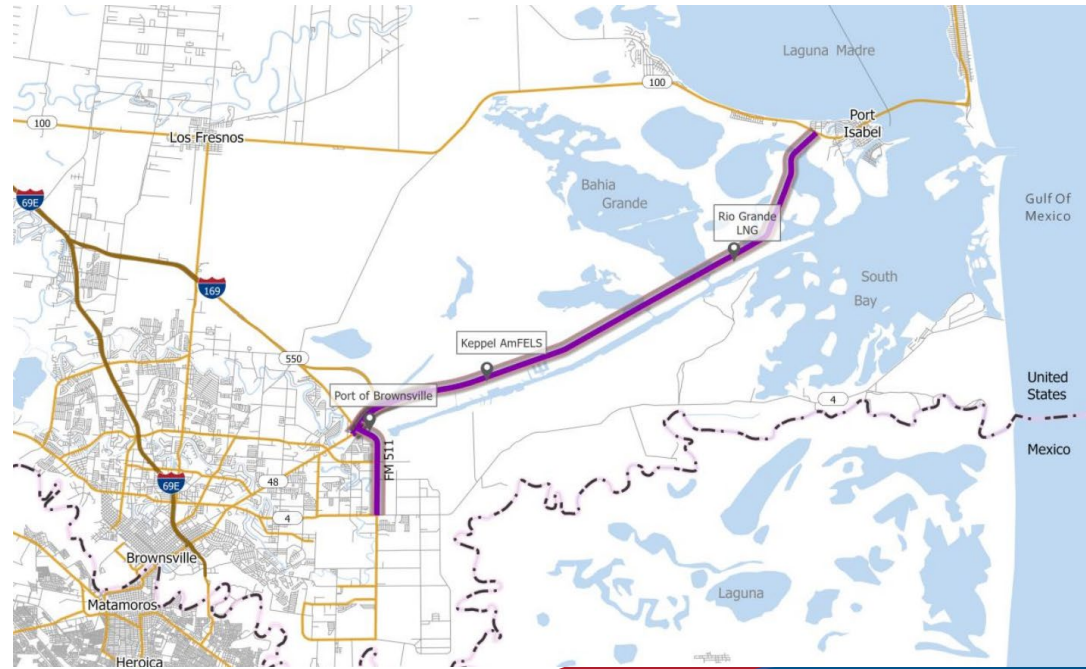 Laguna Madre
100
Port
Isabel
100
Los Fresnos
Bahia
Grande
69E
Gulf Of
Mexico
Rio Grande
LNG
169
South
Bay
550
Keppel AmFELS
United
States
Port of Brownsville
4
Mexico
FM 511
48
69E
4
Brownsville
Laguna
Matamoros
Heroica